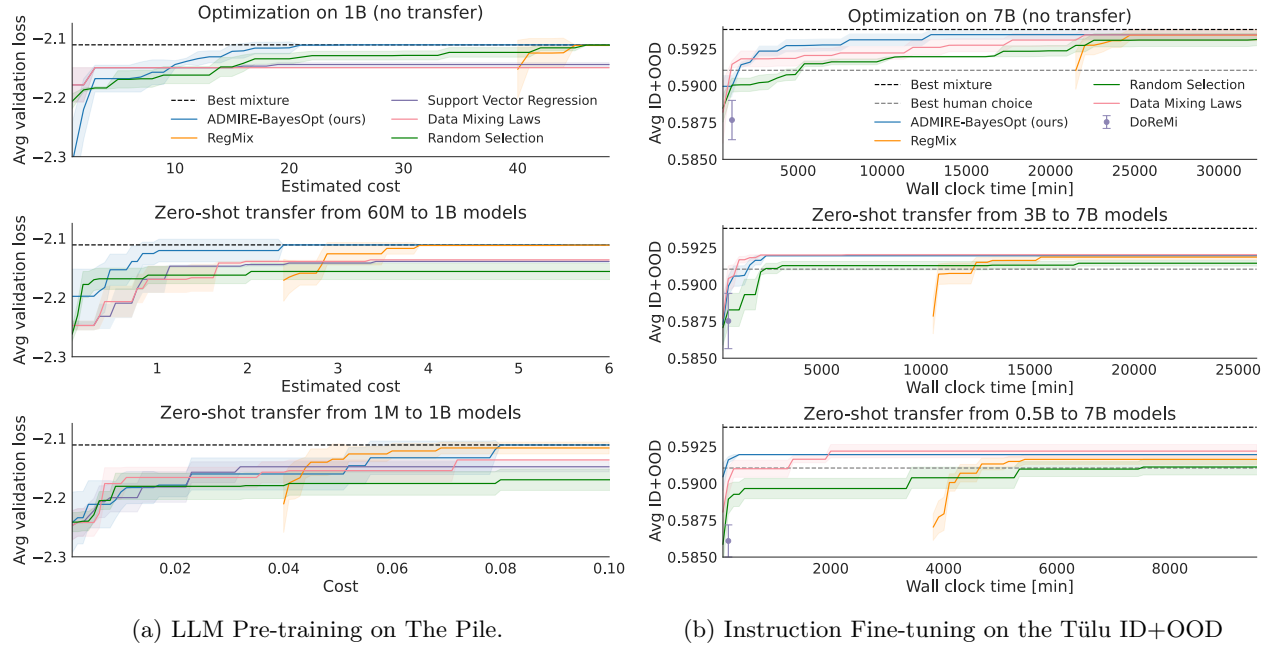 Optimization on 1B (no transfer)
Avg validation loss
−2.1
−2.2
−2.3
Best mixture
ADMIRE-BayesOpt (ours)
RegMix
Support Vector Regression
Data Mixing Laws
Random Selection
10 20 30 40
Estimated cost
Zero-shot transfer from 60M to 1B models
Avg validation loss
−2.1
−2.2
−2.3
1 2 3 4 5 6
Estimated cost
Zero-shot transfer from 1M to 1B models
Avg validation loss
−2.1
−2.2
−2.3
0.02 0.04 0.06 0.08 0.10
Cost
(a) LLM Pre-training on The Pile.
Optimization on 7B (no transfer)
Avg ID+OOD
0.5925
0.5900
0.5875
0.5850
Best mixture
Best human choice
ADMIRE-BayesOpt (ours)
RegMix
Random Selection
Data Mixing Laws
DoReMi
5000 10000 15000 20000 25000 30000
Wall clock time [min]
Zero-shot transfer from 3B to 7B models
Avg ID+OOD
0.5925
0.5900
0.5875
0.5850
5000 10000 15000 20000 25000
Wall clock time [min]
Zero-shot transfer from 0.5B to 7B models
Avg ID+OOD
0.5925
0.5900
0.5875
0.5850
2000 4000 6000 8000
Wall clock time [min]
(b) Instruction Fine-tuning on the Tülu ID+OOD